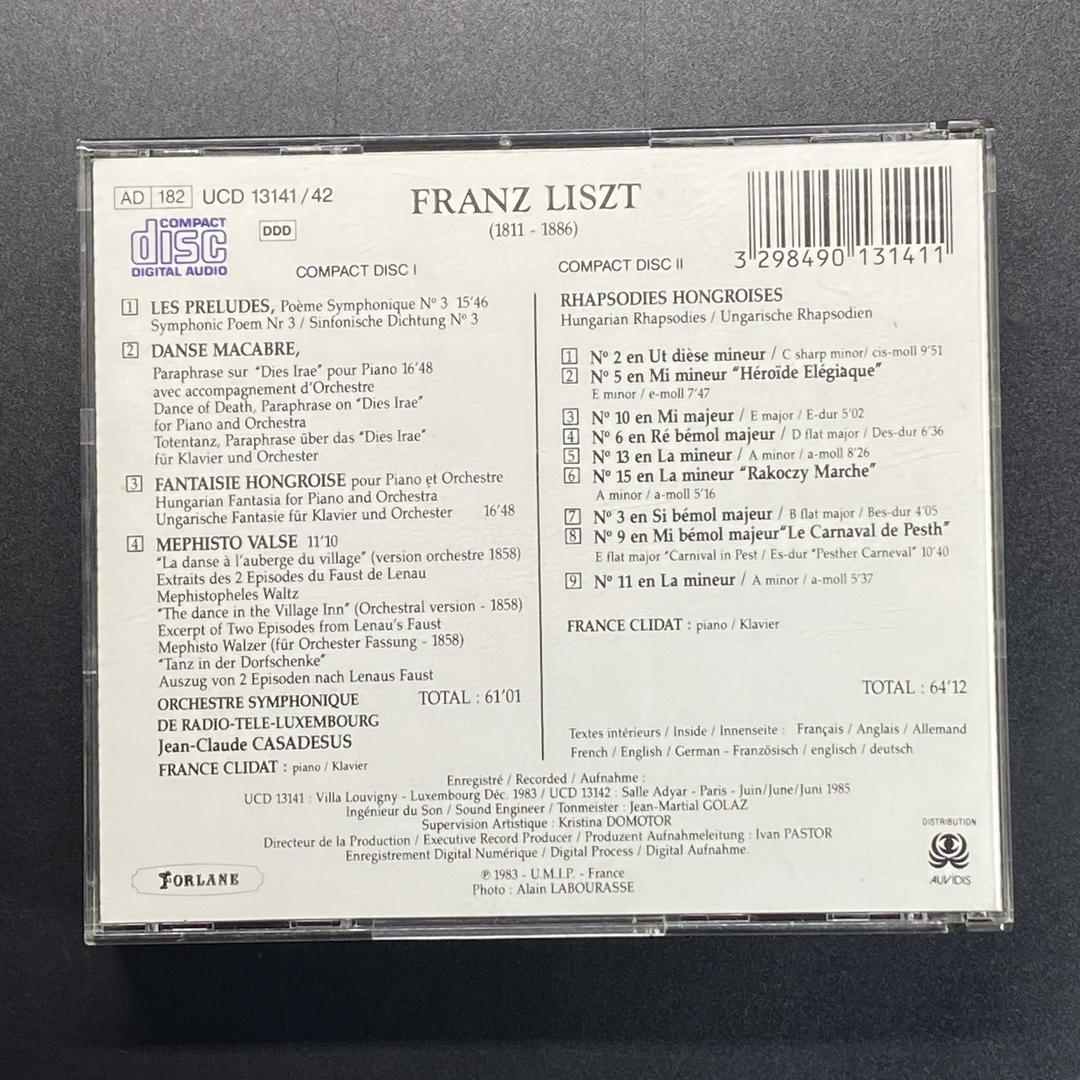 AD 182 UCD 13141/42
COMPACT
disc
DIGITAL AUDIO
DDD
FRANZ LISZT
(1811 - 1886)
3 298490 131411
COMPACT DISC I
1 LES PRELUDES, Poème Symphonique Nº 3 15'46
Symphonic Poem Nr 3 / Sinfonische Dichtung Nº 3
2 DANSE MACABRE,
Paraphrase sur "Dies Irae" pour Piano 16'48
avec accompagnement d'Orchestre
Dance of Death, Paraphrase on "Dies Irae"
for Piano and Orchestra
Totentanz, Paraphrase über das "Dies Irae"
für Klavier und Orchester
3 FANTAISIE HONGROISE pour Piano et Orchestre
Hungarian Fantasia for Piano and Orchestra
Ungarische Fantasie für Klavier und Orchester 16'48
4 MEPHISTO VALSE 11'10
"La danse à l'auberge du village" (version orchestre 1858)
Extraits des 2 Episodes du Faust de Lenau
Mephistopheles Waltz
"The dance in the Village Inn" (Orchestral version - 1858)
Excerpt of Two Episodes from Lenau's Faust
Mephisto Walzer (für Orchester Fassung - 1858)
"Tanz in der Dorfschenke"
Auszug von 2 Episoden nach Lenaus Faust
ORCHESTRE SYMPHONIQUE TOTAL : 61'01
DE RADIO-TELE-LUXEMBOURG
Jean-Claude CASADESUS
FRANCE CLIDAT : piano / Klavier
COMPACT DISC II
RHAPSODIES HONGROISES
Hungarian Rhapsodies / Ungarische Rhapsodien
1 Nº 2 en Ut dièse mineur / C sharp minor/ cis-moll 9'51
2 Nº 5 en Mi mineur "Héroïde Elégiaque"
E minor / e-moll 7'47
3 Nº 10 en Mi majeur / E major / E-dur 5'02
4 Nº 6 en Ré bémol majeur / D flat major / Des-dur 6'36
5 Nº 13 en La mineur / A minor / a-moll 8'26
6 Nº 15 en La mineur "Rakoczy Marche"
A minor / a-moll 5'16
7 Nº 3 en Si bémol majeur / B flat major / Bes-dur 4'05
8 Nº 9 en Mi bémol majeur"Le Carnaval de Pesth"
E flat major "Carnival in Pest / Es-dur "Pesther Carneval" 10'40
9 Nº 11 en La mineur / A minor / a-moll 5'37
FRANCE CLIDAT : piano / Klavier
TOTAL : 64'12
Textes intérieurs / Inside / Innenseite : Français / Anglais / Allemand
French / English / German - Französisch / englisch / deutsch
Enregistré / Recorded / Aufnahme :
UCD 13141 : Villa Louvigny - Luxembourg Déc. 1983 / UCD 13142 : Salle Adyar - Paris - Juin/June/Juni 1985
Ingénieur du Son / Sound Engineer / Tonmeister : Jean-Martial GOLAZ
Supervision Artistique : Kristina DOMOTOR
Directeur de la Production / Executive Record Producer / Produzent Aufnahmeleitung : Ivan PASTOR
Enregistrement Digital Numérique / Digital Process / Digital Aufnahme.
℗ 1983 - U.M.I.P. - France
Photo : Alain LABOURASSE
FORLANE
DISTRIBUTION
AUVIDIS